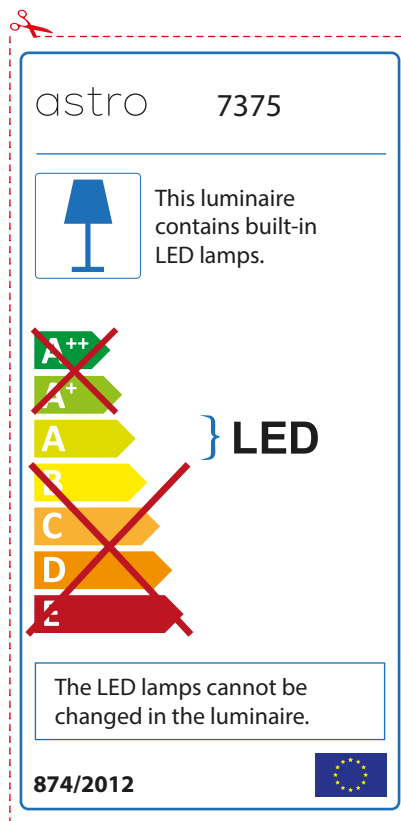 astro 7375
This luminaire
contains built-in
LED lamps.
A++
A+
A
} LED
B
C
D
E
The LED lamps cannot be
changed in the luminaire.
874/2012